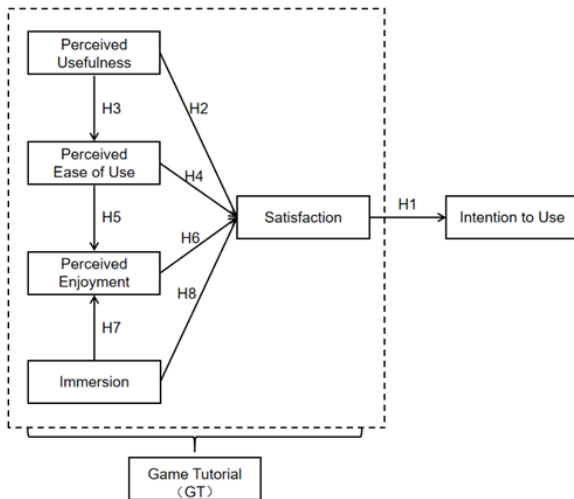 Perceived
Usefulness
H3
H2
Perceived
Ease of Use
H4
Satisfaction
H1
Intention to Use
H5
H6
Perceived
Enjoyment
H8
H7
Immersion
Game Tutorial
（GT）